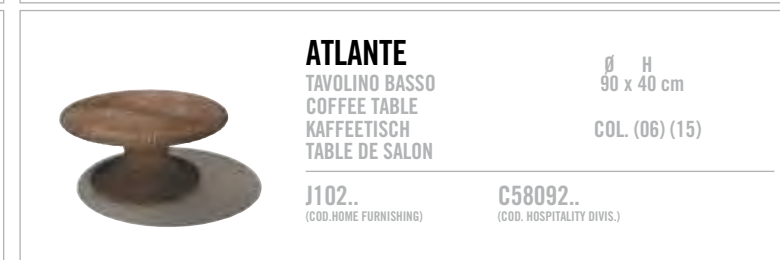 ATLANTE
TAVOLINO BASSO
COFFEE TABLE
KAFFEETISCH
TABLE DE SALON
Ø H
90 x 40 cm
COL. (06) (15)
J102..
(COD.HOME FURNISHING)
C58092..
(COD. HOSPITALITY DIVIS.)